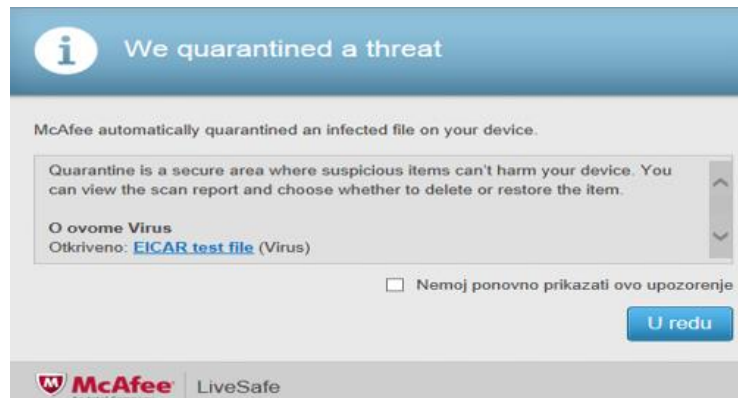 We quarantined a threat
McAfee automatically quarantined an infected file on your device.
Quarantine is a secure area where suspicious items can't harm your device. You
can view the scan report and choose whether to delete or restore the item.
O ovome Virus
Otkriveno: EICAR test file (Virus)
Nemoj ponovno prikazati ovo upozorenje
U redu
McAfee LiveSafe